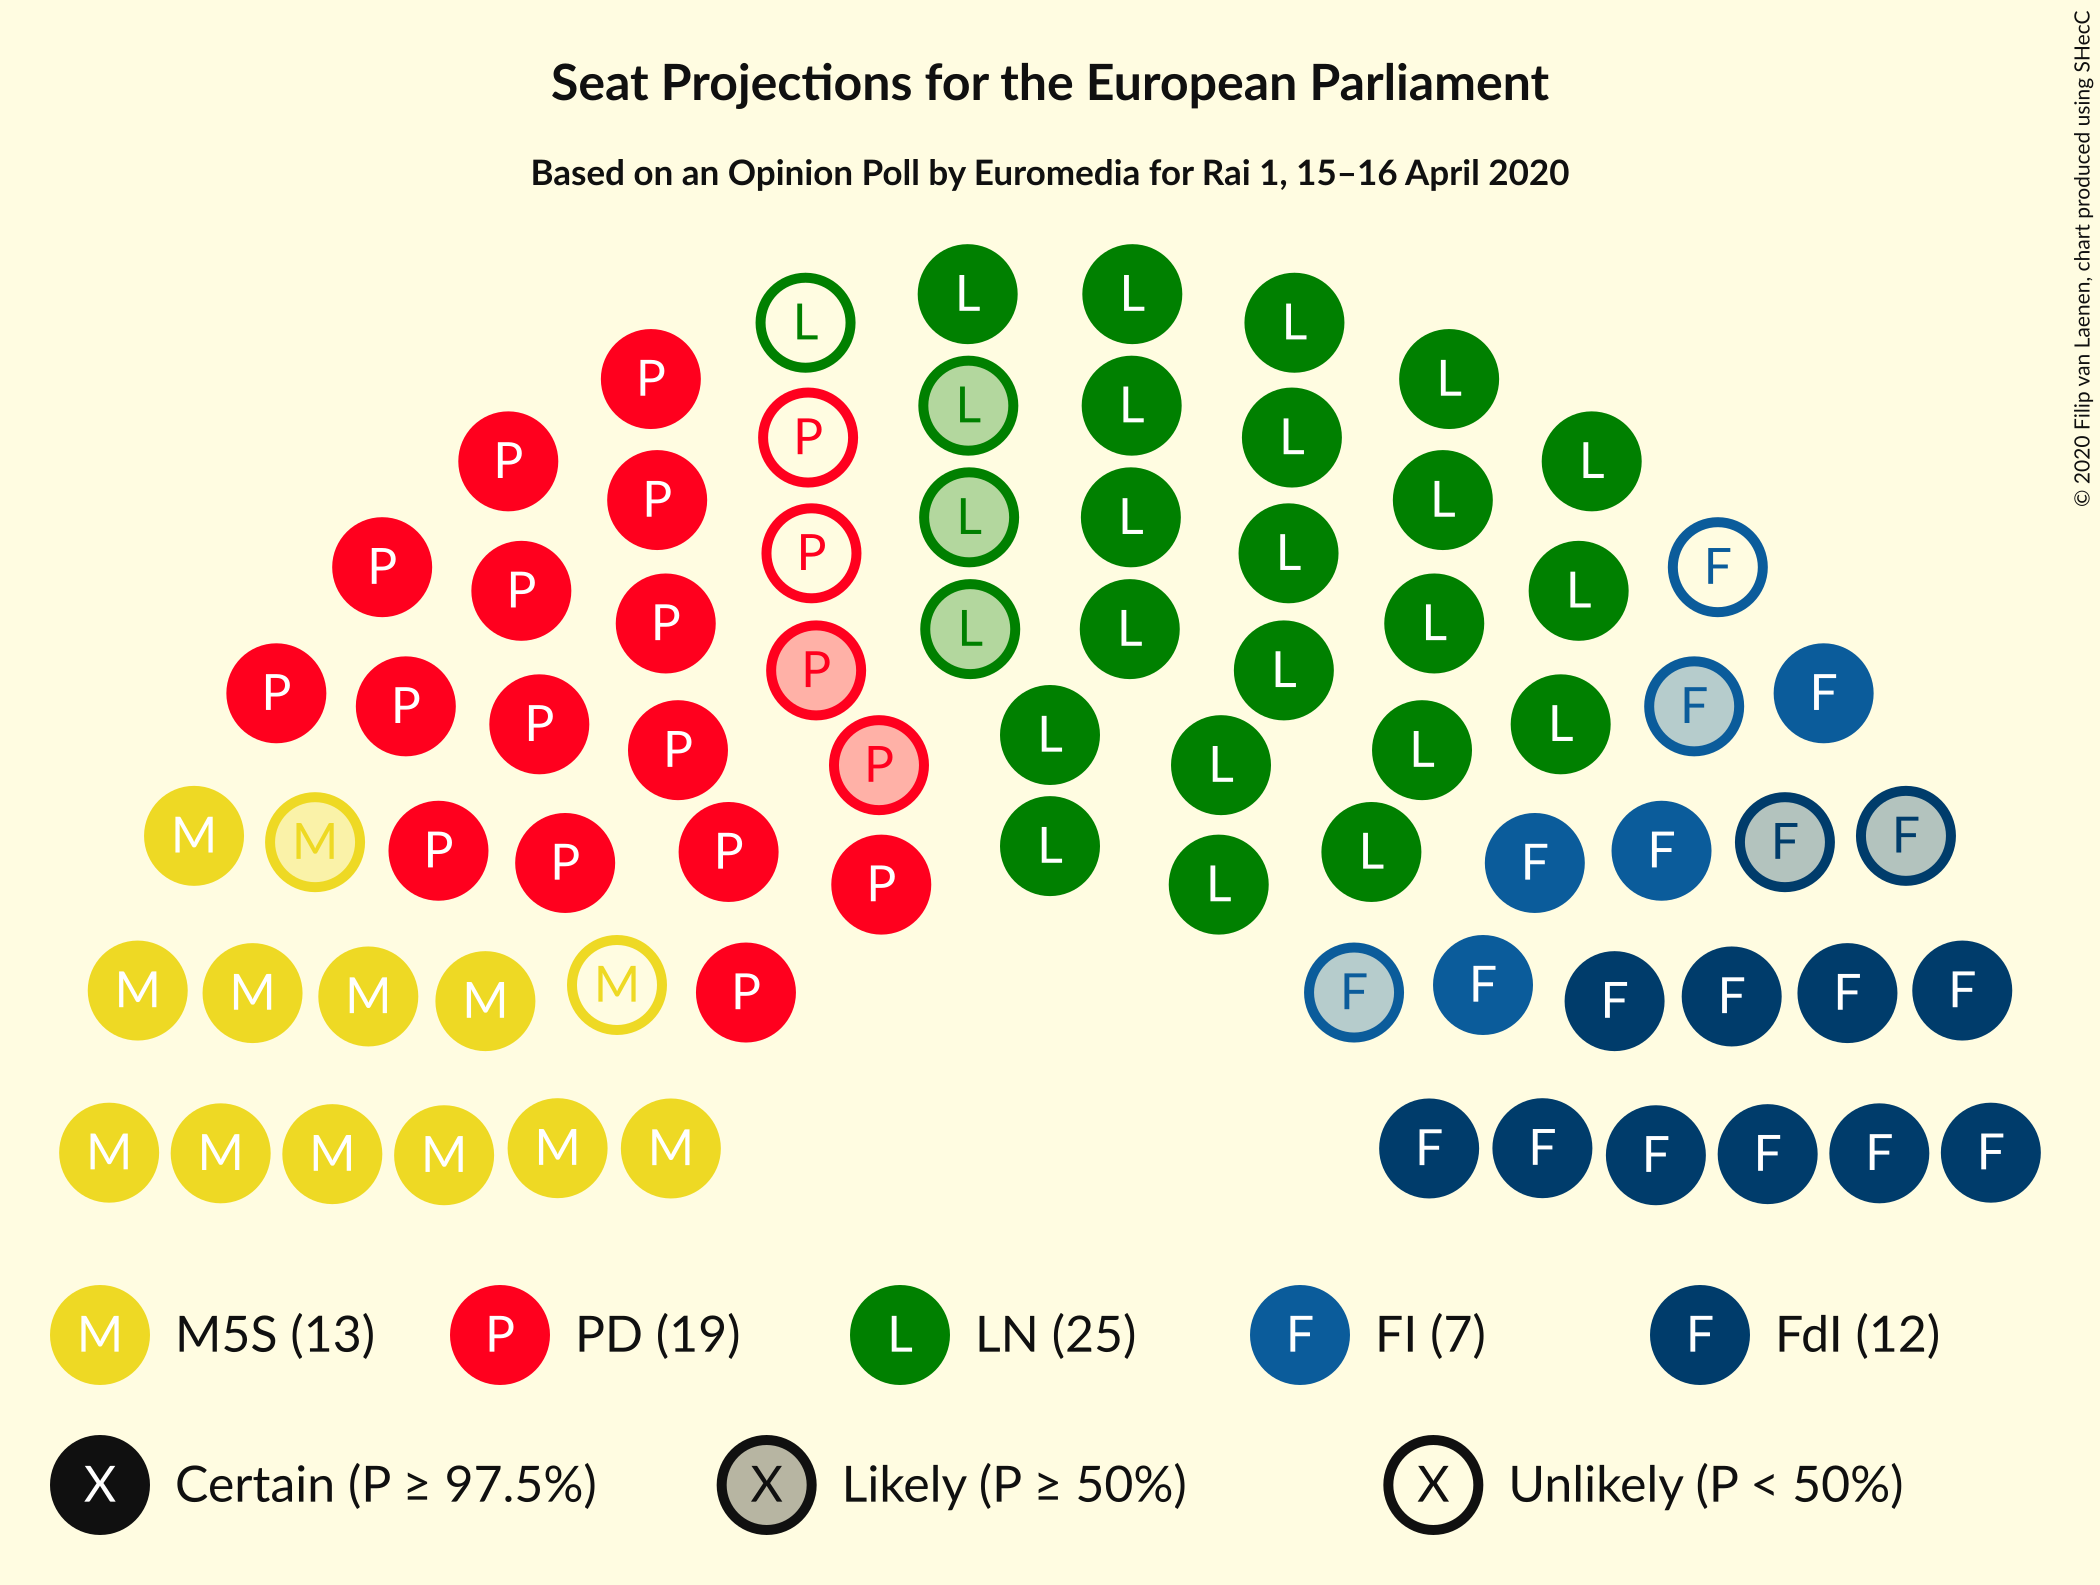 Seat Projections for the European Parliament
Based on an Opinion Poll by Euromedia for Rai 1, 15–16 April 2020
© 2020 Filip van Laenen, chart produced using SHecC
L L
L L
P L
L L
P P L
P L
P L
P L L
P L
P F
P L
P L
P L L
P P P L L F F
P P L L
P L
P L L
M M P P P P L L L F F F F
M M M M M P F F F F F F
M M M M M M F F F F F F
M M5S (13) P PD (19) L LN (25) F FI (7) F FdI (12)
X Certain (P ≥ 97.5%) X Likely (P ≥ 50%) X Unlikely (P < 50%)